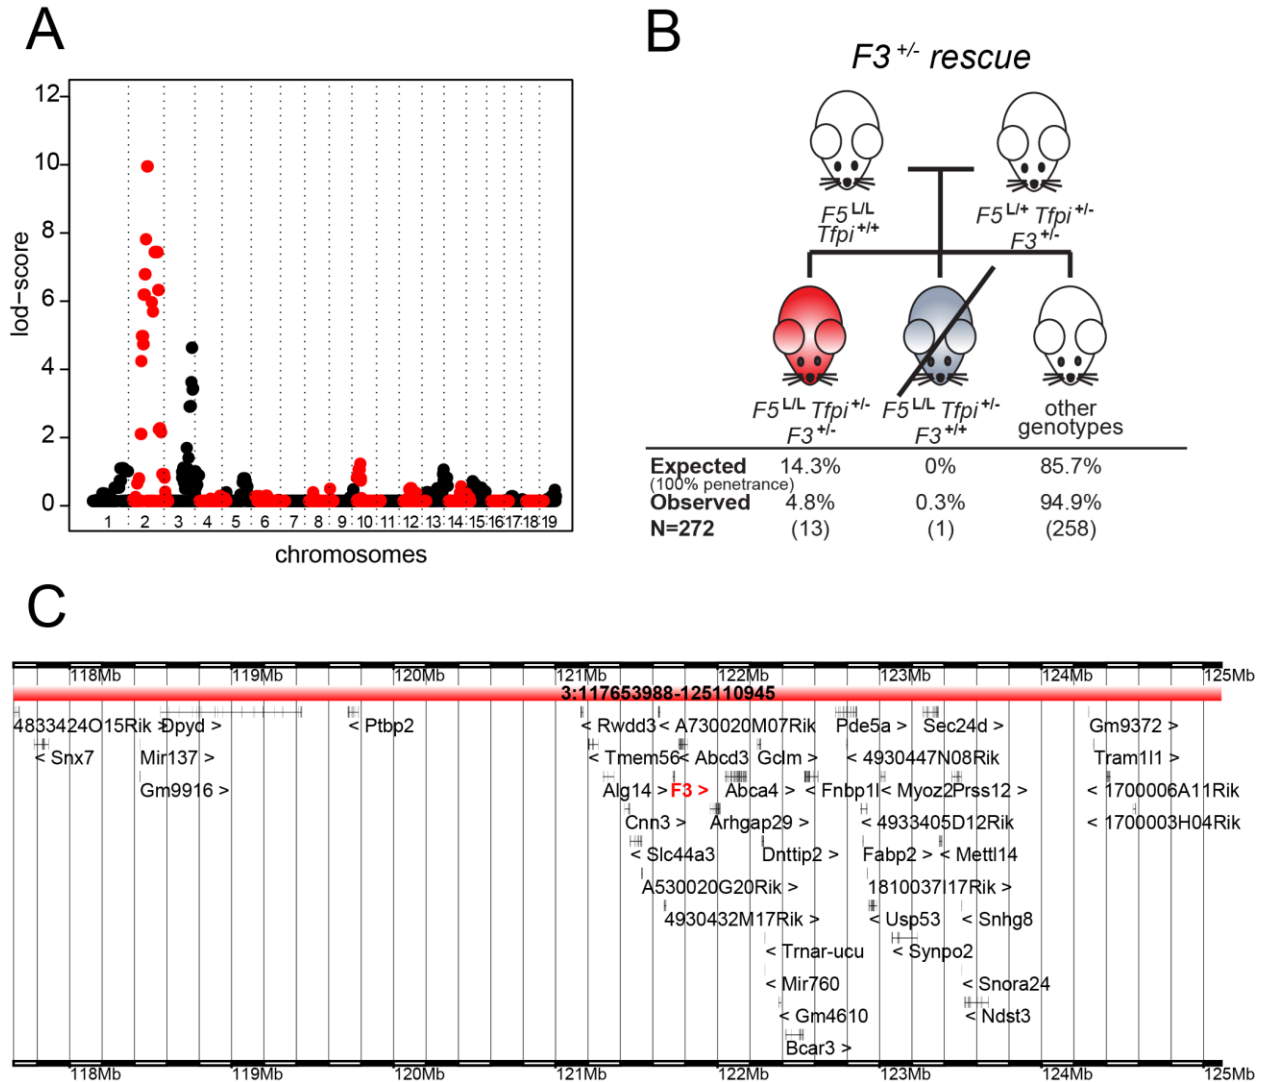 A
12
10
8
6
4
2
0
lod-score
1 2 3 4 5 6 7 8 9 10 11 12 13 14 15 16 17 18 19
chromosomes
B
F3 +/- rescue
F5 L/L
Tfpi +/+
F5 L/+ Tfpi +/-
F3 +/-
F5 L/L Tfpi +/-
F3 +/-
F5 L/L Tfpi +/-
F3 +/+
other
genotypes
Expected 14.3% 0% 85.7%
(100% penetrance)
Observed 4.8% 0.3% 94.9%
N=272 (13) (1) (258)
C
118Mb 119Mb 120Mb 121Mb 122Mb 123Mb 124Mb 125Mb
3:117653988-125110945
4833424O15Rik > Dpyd > < Ptbp2 < Rwdd3 < A730020M07Rik Pde5a > Sec24d > Gm9372 >
< Snx7 Mir137 > < Tmem56 < Abcd3 Gclm > < 4930447N08Rik Tram1l1 >
Gm9916 > Alg14 > F3 > Abca4 > < Fnbp1l < Myoz2 Prss12 > < 1700006A11Rik
Cnn3 > Arhgap29 > < 4933405D12Rik < 1700003H04Rik
< Slc44a3 Dnttip2 > Fabp2 > < Mettl14
A530020G20Rik > 1810037I17Rik >
4930432M17Rik > < Usp53 < Snhg8
< Trnar-ucu < Synpo2
< Mir760 < Snora24
< Gm4610 < Ndst3
Bcar3 >
118Mb 119Mb 120Mb 121Mb 122Mb 123Mb 124Mb 125Mb